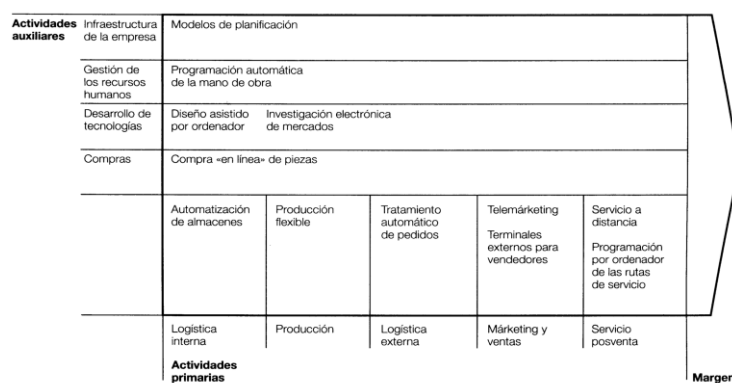 Actividades auxiliares
Infraestructura de la empresa
Modelos de planificación
Gestión de los recursos humanos
Programación automática de la mano de obra
Desarrollo de tecnologías
Diseño asistido por ordenador
Investigación electrónica de mercados
Compras
Compra «en línea» de piezas
Automatización de almacenes
Producción flexible
Tratamiento automático de pedidos
Telemárketing
Terminales externos para vendedores
Servicio a distancia
Programación por ordenador de las rutas de servicio
Logística interna
Producción
Logística externa
Márketing y ventas
Servicio posventa
Actividades primarias
Margen